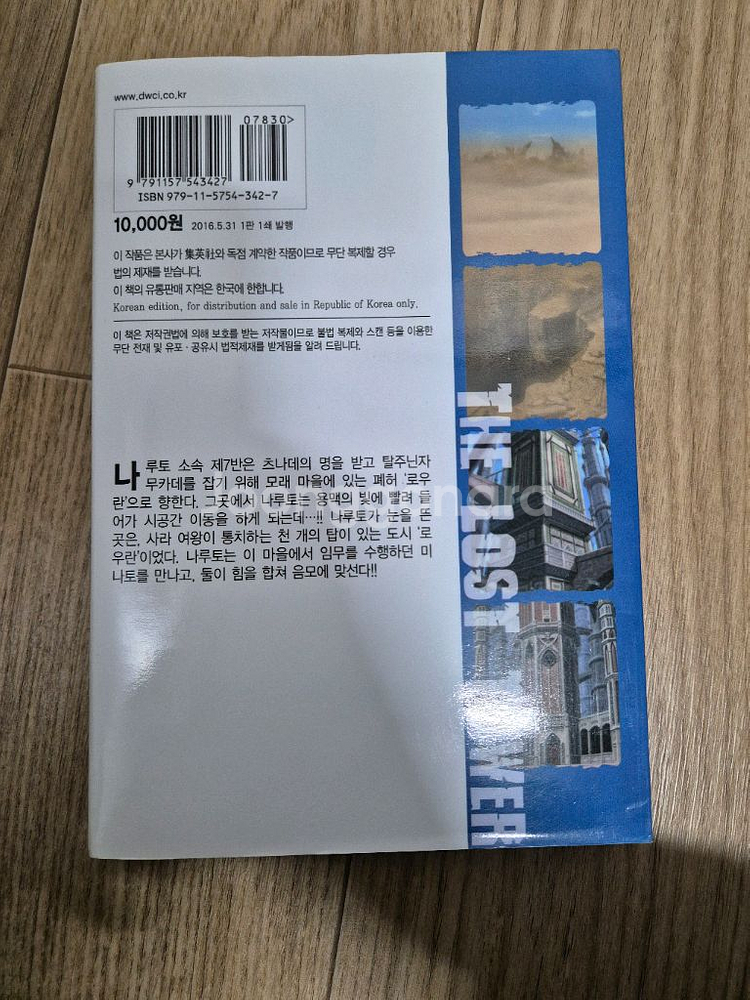 www.dwci.co.kr
07830>
9 791157 543427
ISBN 979-11-5754-342-7
10,000원 2016.5.31 1판 1쇄 발행
이 작품은 본사가 集英社와 독점 계약한 작품이므로 무단 복제할 경우
법의 제재를 받습니다.
이 책의 유통판매 지역은 한국에 한합니다.
Korean edition, for distribution and sale in Republic of Korea only.
이 책은 저작권법에 의해 보호를 받는 저작물이므로 불법 복제와 스캔 등을 이용한
무단 전재 및 유포·공유시 법적제재를 받게됨을 알려 드립니다.
나루토 소속 제7반은 츠나데의 명을 받고 탈주닌자
무카데를 잡기 위해 모래 마을에 있는 폐허 '로우
란'으로 향한다. 그곳에서 나루토는 용맥의 빛에 빨려 들
어가 시공간 이동을 하게 되는데…!! 나루토가 눈을 뜬
곳은, 사라 여왕이 통치하는 천 개의 탑이 있는 도시 '로
우란'이었다. 나루토는 이 마을에서 임무를 수행하던 미
나토를 만나고, 둘이 힘을 합쳐 음모에 맞선다!!
THE LOST TOWER